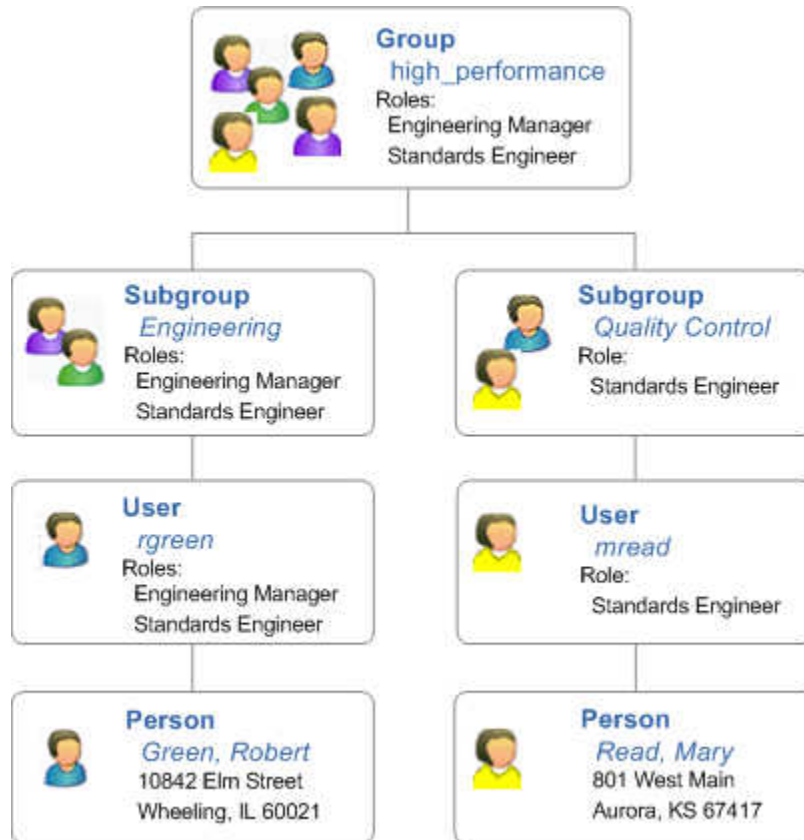 Group
high_performance
Roles:
Engineering Manager
Standards Engineer
Subgroup
Engineering
Roles:
Engineering Manager
Standards Engineer
Subgroup
Quality Control
Role:
Standards Engineer
User
rgreen
Roles:
Engineering Manager
Standards Engineer
User
mread
Role:
Standards Engineer
Person
Green, Robert
10842 Elm Street
Wheeling, IL 60021
Person
Read, Mary
801 West Main
Aurora, KS 67417